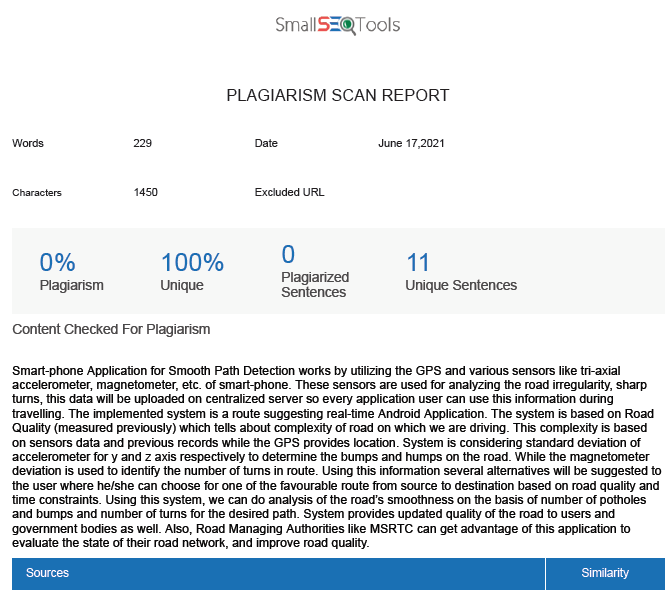 SmallSEOTools
PLAGIARISM SCAN REPORT
Words 229 Date June 17,2021
Characters 1450 Excluded URL
0% Plagiarism
100% Unique
0 Plagiarized
Sentences
11 Unique Sentences
Content Checked For Plagiarism
Smart-phone Application for Smooth Path Detection works by utilizing the GPS and various sensors like tri-axial
accelerometer, magnetometer, etc. of smart-phone. These sensors are used for analyzing the road irregularity, sharp
turns, this data will be uploaded on centralized server so every application user can use this information during
travelling. The implemented system is a route suggesting real-time Android Application. The system is based on Road
Quality (measured previously) which tells about complexity of road on which we are driving. This complexity is based
on sensors data and previous records while the GPS provides location. System is considering standard deviation of
accelerometer for y and z axis respectively to determine the bumps and humps on the road. While the magnetometer
deviation is used to identify the number of turns in route. Using this information several alternatives will be suggested to
the user where he/she can choose for one of the favourable route from source to destination based on road quality and
time constraints. Using this system, we can do analysis of the road's smoothness on the basis of number of potholes
and bumps and number of turns for the desired path. System provides updated quality of the road to users and
government bodies as well. Also, Road Managing Authorities like MSRTC can get advantage of this application to
evaluate the state of their road network, and improve road quality.
Sources Similarity